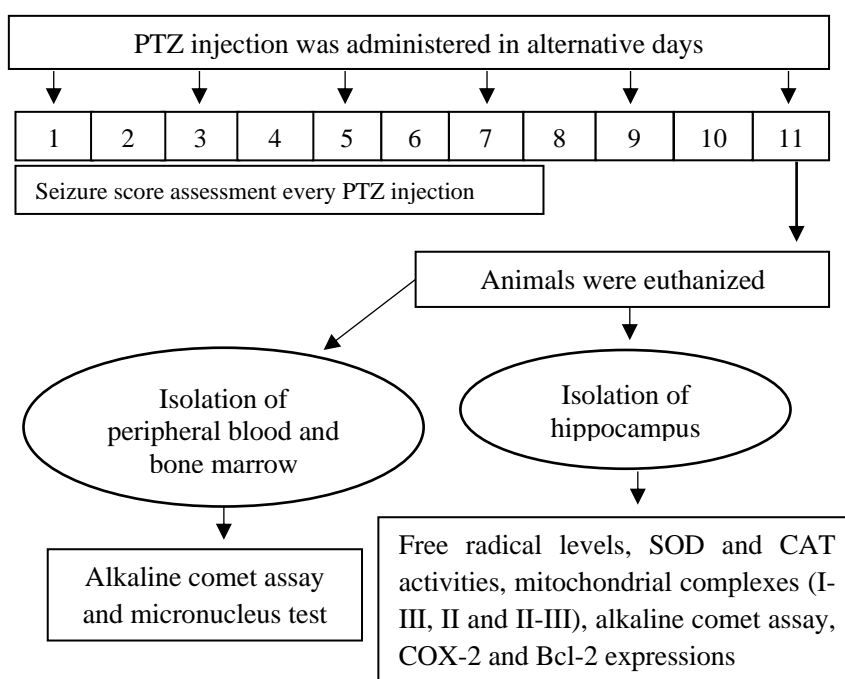 PTZ injection was administered in alternative days
1 2 3 4 5 6 7 8 9 10 11
Seizure score assessment every PTZ injection
Animals were euthanized
Isolation of
peripheral blood and
bone marrow
Isolation of
hippocampus
Alkaline comet assay
and micronucleus test
Free radical levels, SOD and CAT
activities, mitochondrial complexes (I-
III, II and II-III), alkaline comet assay,
COX-2 and Bcl-2 expressions